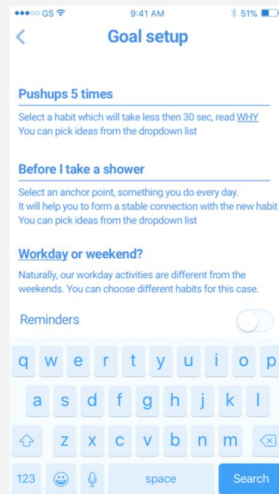 GS 9:41 AM 51%
Goal setup
Pushups 5 times
Select a habit which will take less then 30 sec, read WHY
You can pick ideas from the dropdown list
Before I take a shower
Select an anchor point, something you do every day.
It will help you to form a stable connection with the new habit
You can pick ideas from the dropdown list
Workday or weekend?
Naturally, our workday activities are different from the
weekends. You can choose different habits for this case.
Reminders
q w e r t y u i o p
a s d f g h j k l
z x c v b n m
123 space Search